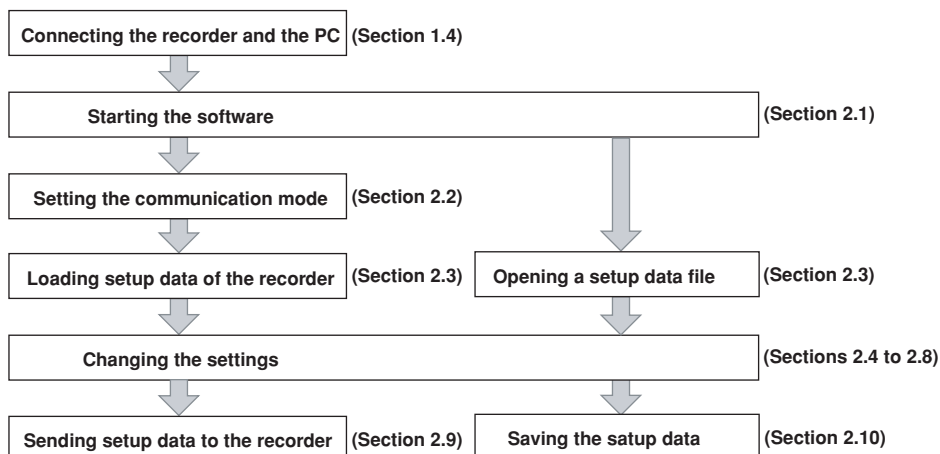 Connecting the recorder and the PC (Section 1.4)
Starting the software (Section 2.1)
Setting the communication mode (Section 2.2)
Loading setup data of the recorder (Section 2.3) Opening a setup data file (Section 2.3)
Changing the settings (Sections 2.4 to 2.8)
Sending setup data to the recorder (Section 2.9) Saving the satup data (Section 2.10)